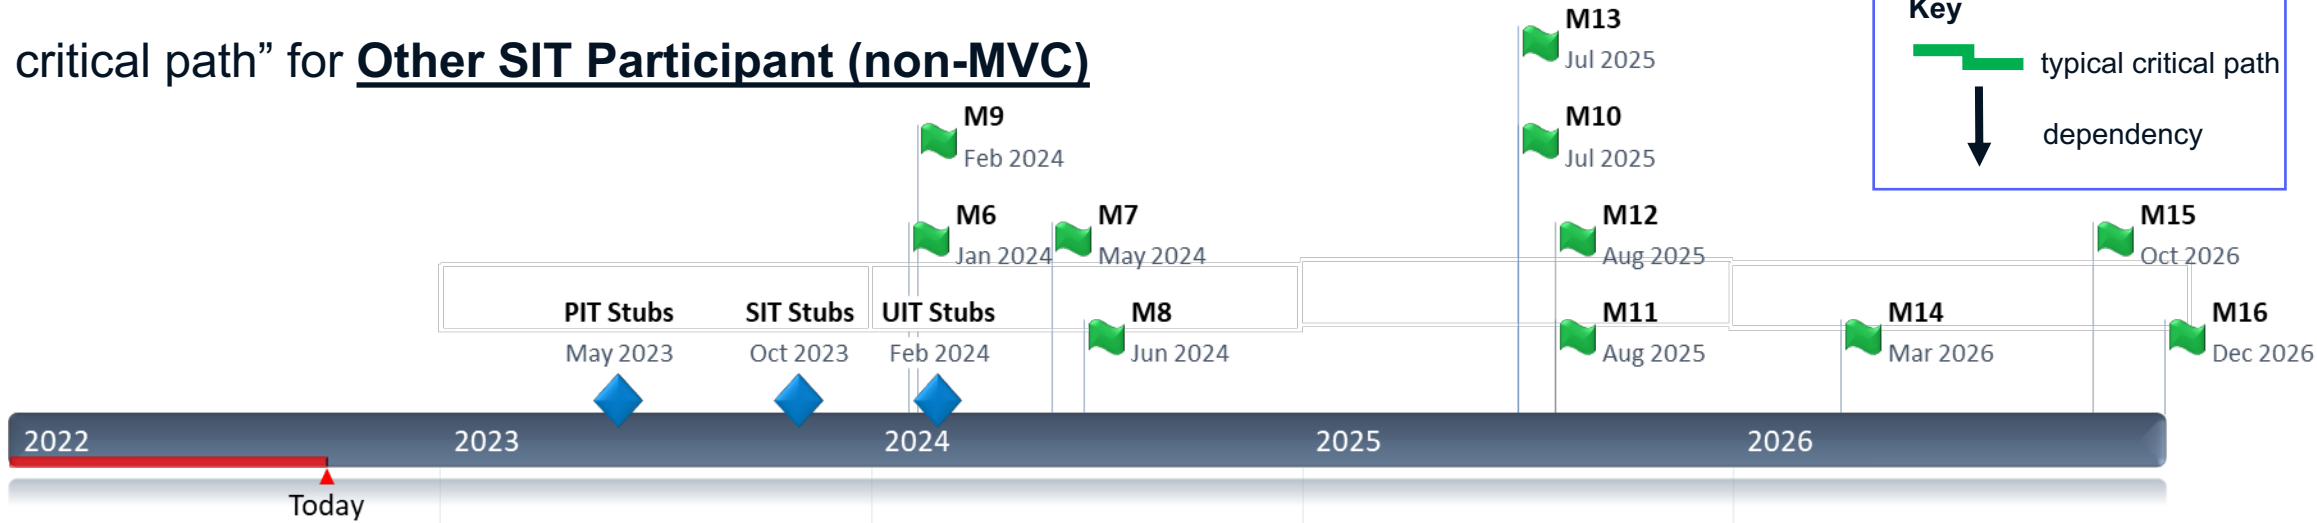 critical path” for Other SIT Participant (non-MVC)
Key
typical critical path
dependency
M13
Jul 2025
M9
Feb 2024
M10
Jul 2025
M6
Jan 2024
M7
May 2024
M12
Aug 2025
M15
Oct 2026
PIT Stubs
May 2023
SIT Stubs
Oct 2023
UIT Stubs
Feb 2024
M8
Jun 2024
M11
Aug 2025
M14
Mar 2026
M16
Dec 2026
2022
2023
2024
2025
2026
Today